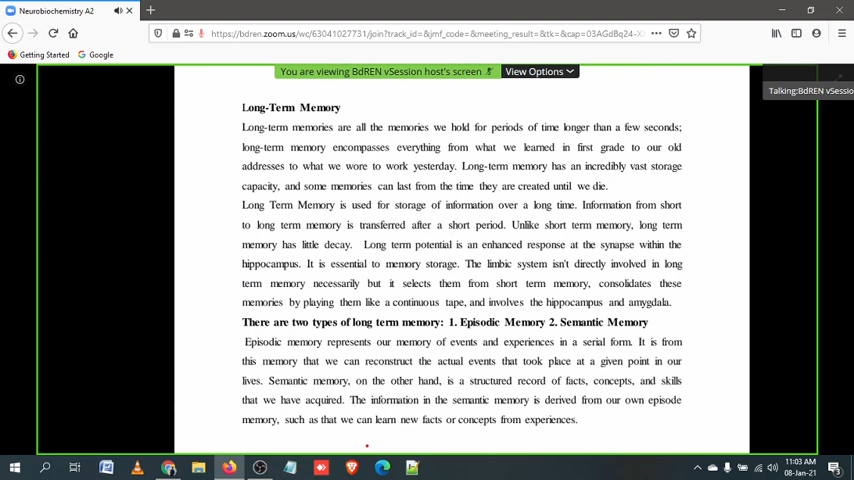 Neurobiochemistry A2
https://bdren.zoom.us/wc/63041027731/join?track_id=&jmf_code=&meeting_result=&tk=&cap=03AGdBq24-X
Getting Started Google
You are viewing BdREN vSession host's screen View Options
Talking:BdREN vSessio
Long-Term Memory
Long-term memories are all the memories we hold for periods of time longer than a few seconds;
long-term memory encompasses everything from what we learned in first grade to our old
addresses to what we wore to work yesterday. Long-term memory has an incredibly vast storage
capacity, and some memories can last from the time they are created until we die.
Long Term Memory is used for storage of information over a long time. Information from short
to long term memory is transferred after a short period. Unlike short term memory, long term
memory has little decay. Long term potential is an enhanced response at the synapse within the
hippocampus. It is essential to memory storage. The limbic system isn't directly involved in long
term memory necessarily but it selects them from short term memory, consolidates these
memories by playing them like a continuous tape, and involves the hippocampus and amygdala.
There are two types of long term memory: 1. Episodic Memory 2. Semantic Memory
Episodic memory represents our memory of events and experiences in a serial form. It is from
this memory that we can reconstruct the actual events that took place at a given point in our
lives. Semantic memory, on the other hand, is a structured record of facts, concepts, and skills
that we have acquired. The information in the semantic memory is derived from our own episode
memory, such as that we can learn new facts or concepts from experiences.
11:03 AM
08-Jan-21